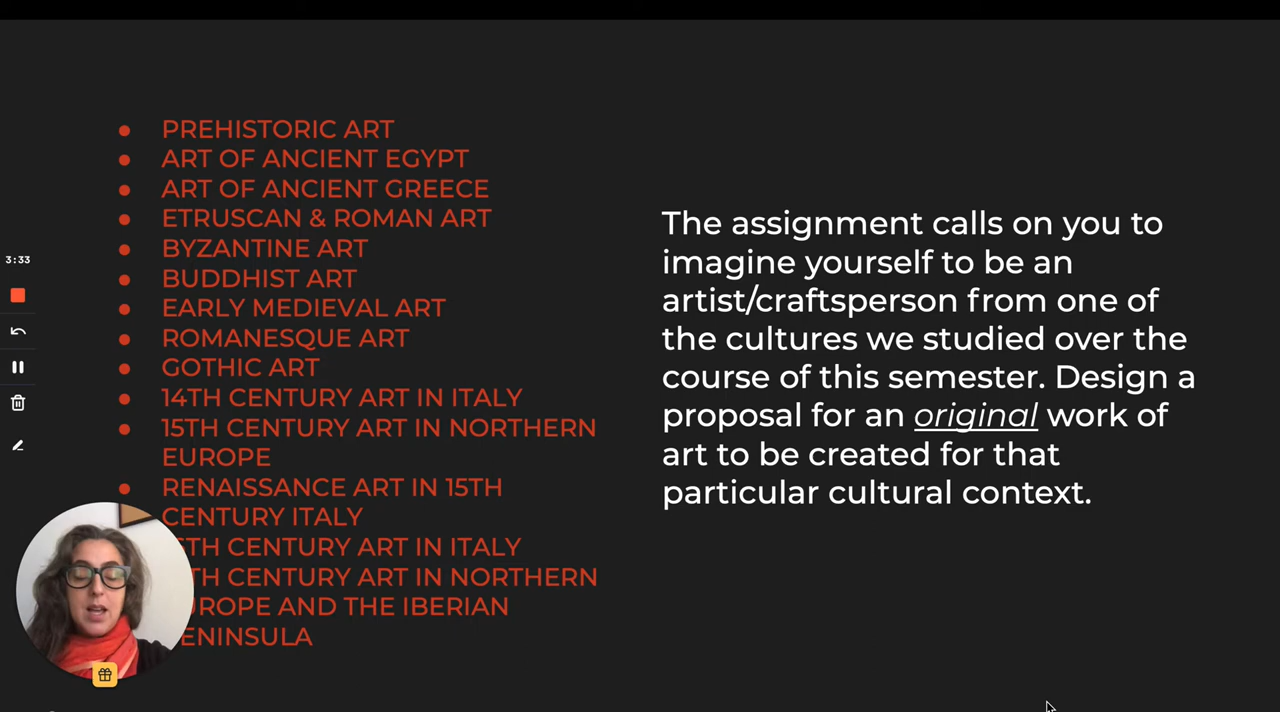 PREHISTORIC ART
ART OF ANCIENT EGYPT
ART OF ANCIENT GREECE
ETRUSCAN & ROMAN ART
BYZANTINE ART
BUDDHIST ART
EARLY MEDIEVAL ART
ROMANESQUE ART
GOTHIC ART
14TH CENTURY ART IN ITALY
15TH CENTURY ART IN NORTHERN
EUROPE
RENAISSANCE ART IN 15TH
CENTURY ITALY
CENTURY ART IN ITALY
CENTURY ART IN NORTHERN
AND THE IBERIAN
3:33
The assignment calls on you to
imagine yourself to be an
artist/craftsperson from one of
the cultures we studied over the
course of this semester. Design a
proposal for an original work of
art to be created for that
particular cultural context.